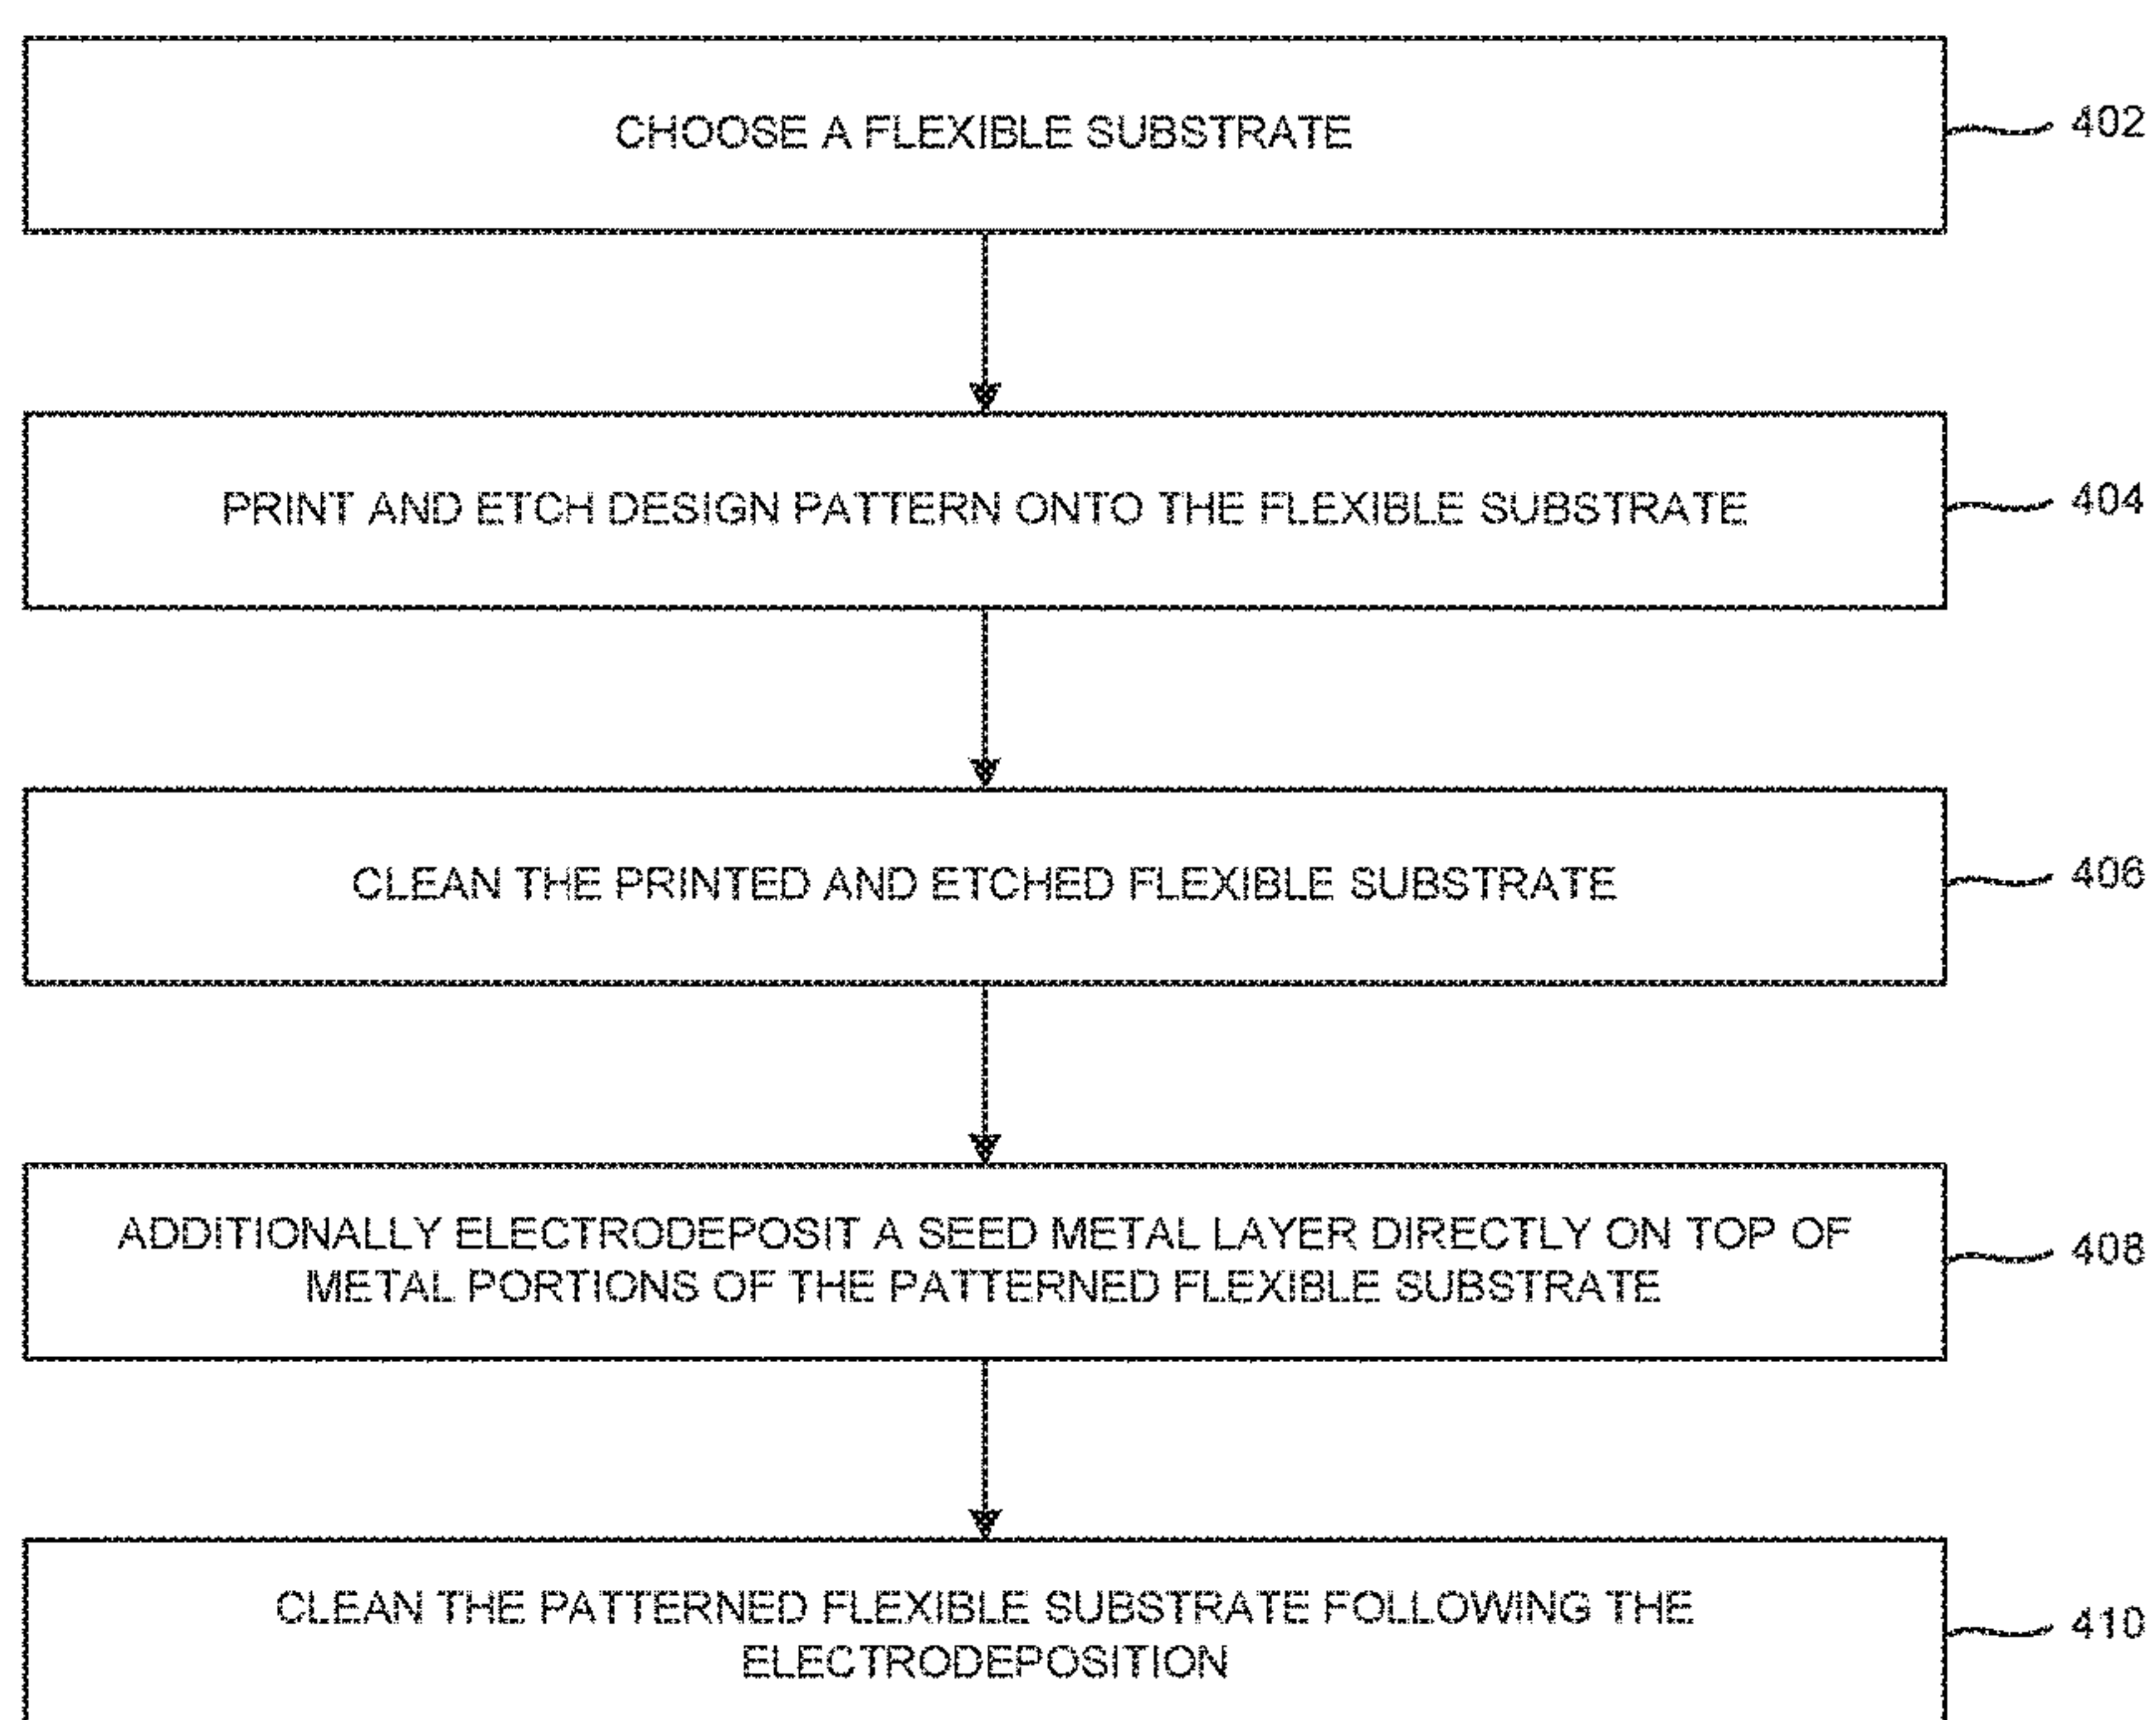 CHOOSE A FLEXIBLE SUBSTRATE
402
PRINT AND ETCH DESIGN PATTERN ONTO THE FLEXIBLE SUBSTRATE
404
CLEAN THE PRINTED AND ETCHED FLEXIBLE SUBSTRATE
406
ADDITIONALLY ELECTRODEPOSIT A SEED METAL LAYER DIRECTLY ON TOP OF
METAL PORTIONS OF THE PATTERNED FLEXIBLE SUBSTRATE
408
CLEAN THE PATTERNED FLEXIBLE SUBSTRATE FOLLOWING THE
ELECTRODEPOSITION
410